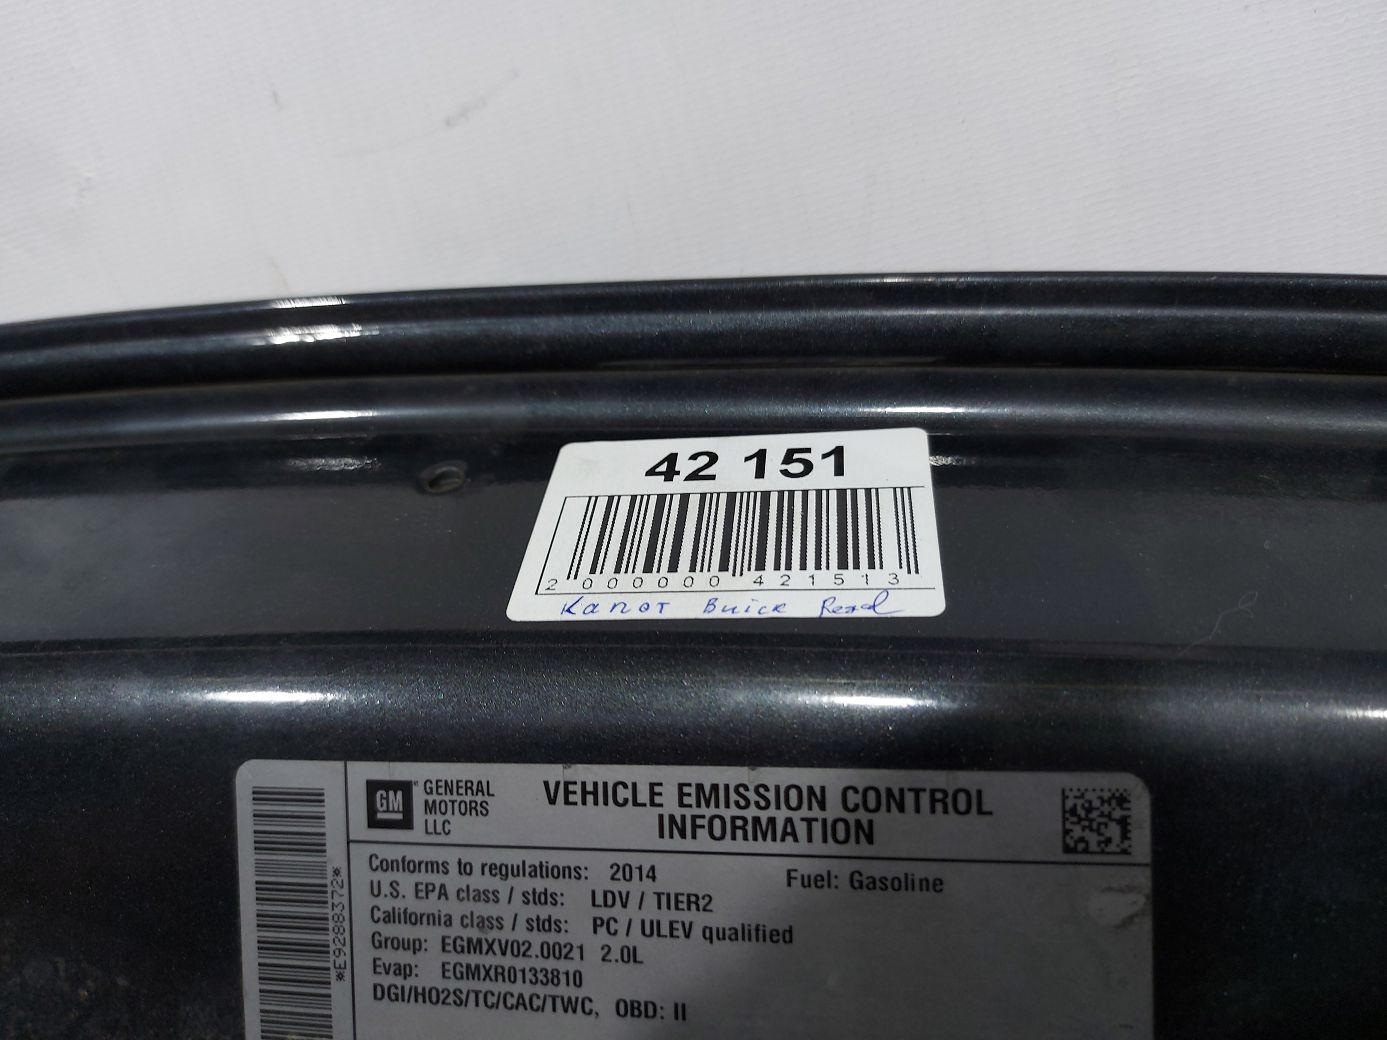 42 151
2 000000 421513
Капот Buick Regal
GM GENERAL MOTORS LLC
VEHICLE EMISSION CONTROL
INFORMATION
Conforms to regulations: 2014 Fuel: Gasoline
U.S. EPA class / stds: LDV / TIER2
California class / stds: PC / ULEV qualified
Group: EGMXV02.0021 2.0L
Evap: EGMXR0133810
DGI/HO2S/TC/CAC/TWC, OBD: II
*E9288372*